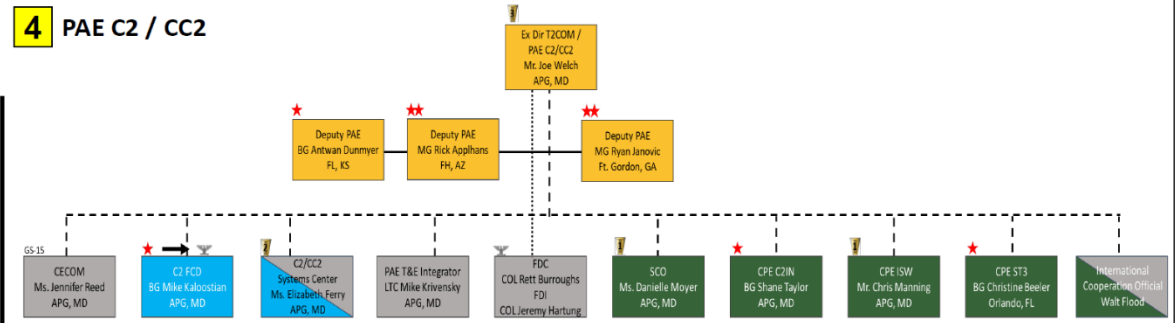 4 PAE C2 / CC2
3
Ex Dir T2COM /
PAE C2/CC2
Mr. Joe Welch
APG, MD
Deputy PAE
BG Antwan Dunmyer
FL, KS
Deputy PAE
MG Rick Applhans
FH, AZ
Deputy PAE
MG Ryan Janovic
Ft. Gordon, GA
GS-15
CECOM
Ms. Jennifer Reed
APG, MD
C2 FCD
BG Mike Kaloostian
APG, MD
2
C2/CC2
Systems Center
Ms. Elizabeth Ferry
APG, MD
PAE T&E Integrator
LTC Mike Krivensky
APG, MD
FDC
COL Rett Burroughs
FDI
COL Jeremy Hartung
1
SCO
Ms. Danielle Moyer
APG, MD
CPE C2IN
BG Shane Taylor
APG, MD
1
CPE ISW
Mr. Chris Manning
APG, MD
CPE ST3
BG Christine Beeler
Orlando, FL
International
Cooperation Official
Walt Flood